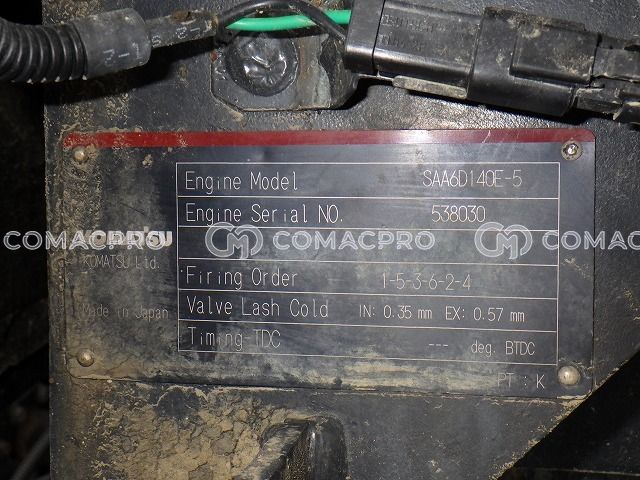 Engine Model SAA6D140E-5
Engine Serial NO. 538030
KOMATSU
KOMATSU Ltd.
COMACPRO COMACPRO COMACPRO
Firing Order 1-5-3-6-2-4
Made in Japan
Valve Lash Cold IN: 0.35 mm EX: 0.57 mm
Timing-TDC --- deg. BTDC
PT : K